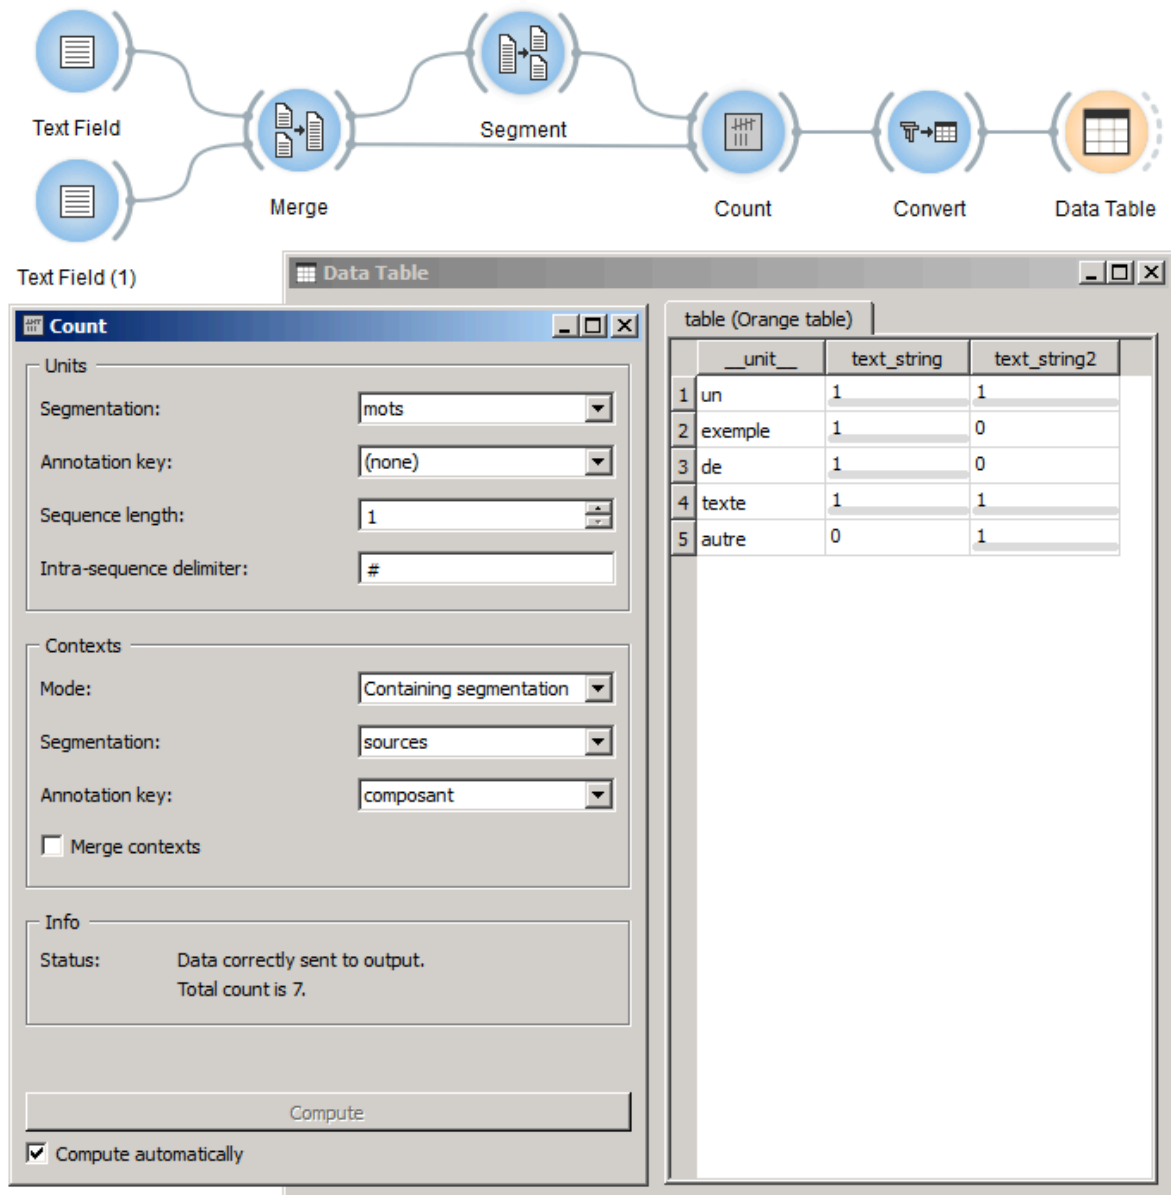 Text Field
Segment
Merge
Count
Convert
Data Table
Text Field (1)
Data Table
Count
Units
Segmentation: mots
Annotation key: (none)
Sequence length: 1
Intra-sequence delimiter: #
Contexts
Mode: Containing segmentation
Segmentation: sources
Annotation key: composant
Merge contexts
Info
Status: Data correctly sent to output.
Total count is 7.
Compute
Compute automatically
table (Orange table)
__unit__ text_string text_string2
1 un 1 1
2 exemple 1 0
3 de 1 0
4 texte 1 1
5 autre 0 1